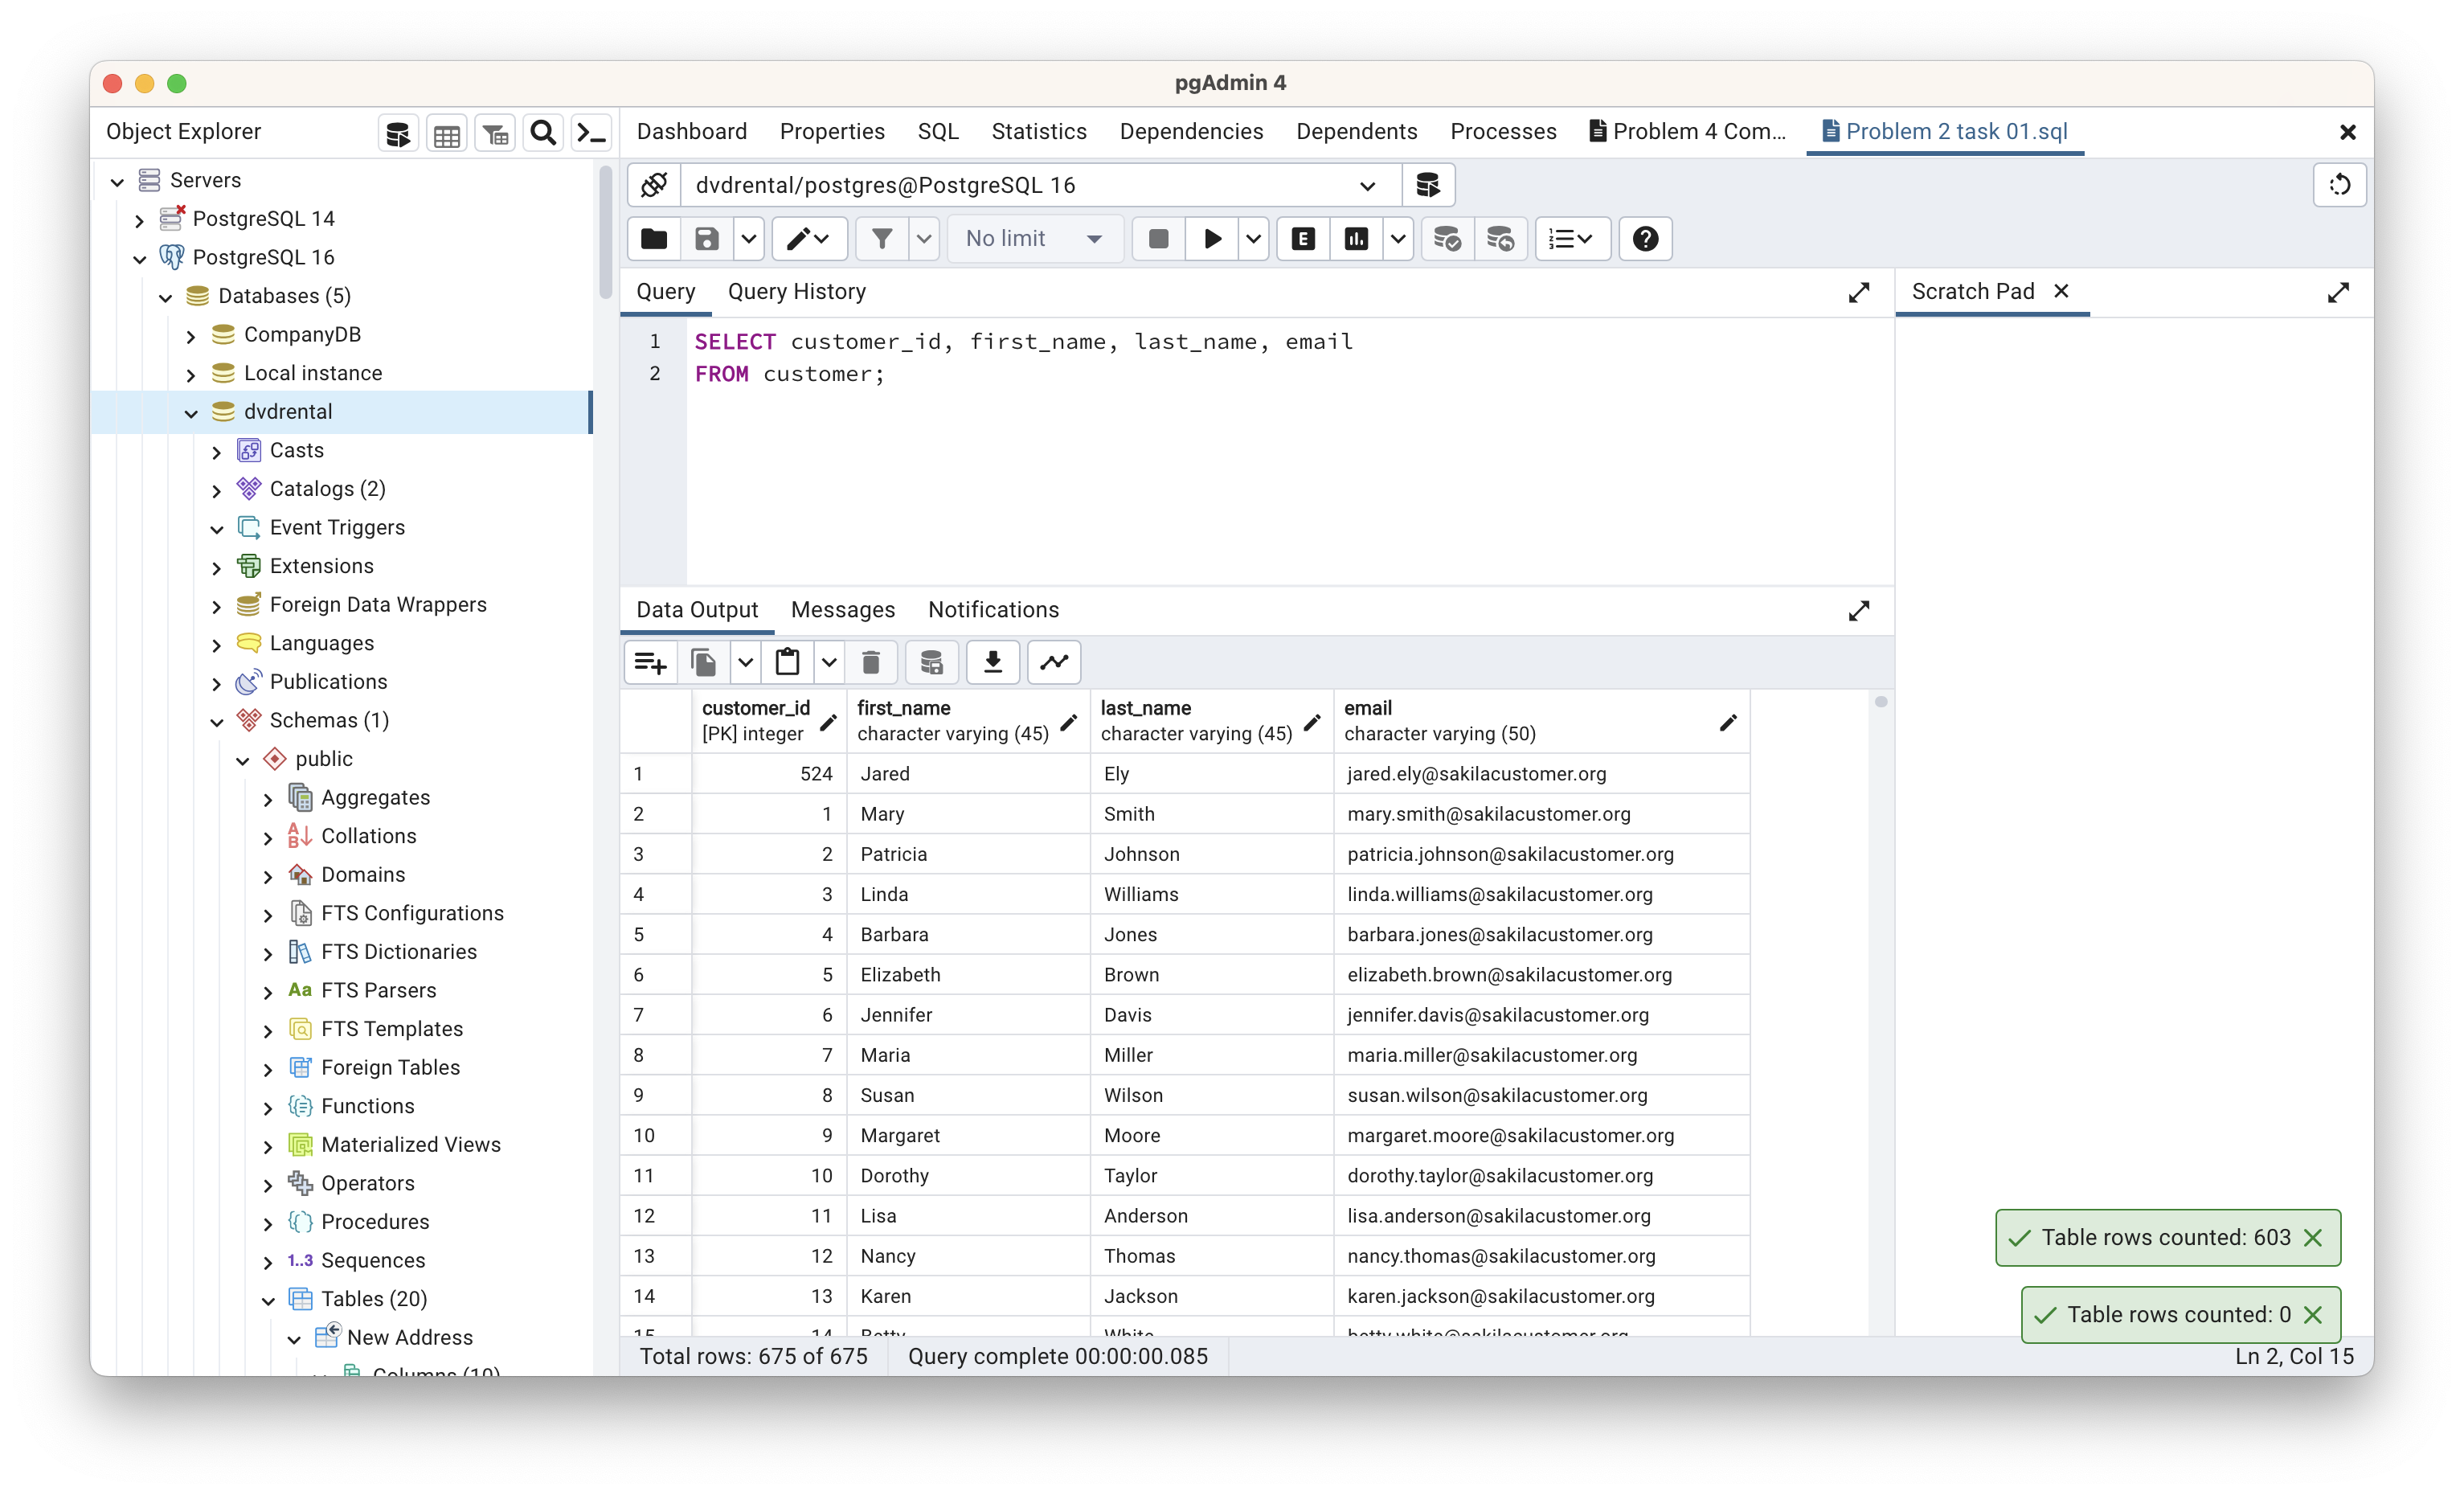 pgAdmin 4
Object Explorer
Dashboard Properties SQL Statistics Dependencies Dependents Processes Problem 4 Com... Problem 2 task 01.sql
Servers
PostgreSQL 14
PostgreSQL 16
Databases (5)
CompanyDB
Local instance
dvdrental
Casts
Catalogs (2)
Event Triggers
Extensions
Foreign Data Wrappers
Languages
Publications
Schemas (1)
public
Aggregates
Collations
Domains
FTS Configurations
FTS Dictionaries
Aa FTS Parsers
FTS Templates
Foreign Tables
Functions
Materialized Views
Operators
Procedures
1..3 Sequences
Tables (20)
New Address
Columns (10)
dvdrental/postgres@PostgreSQL 16
No limit
E
Query Query History
Scratch Pad
1 SELECT customer_id, first_name, last_name, email
2 FROM customer;
Data Output Messages Notifications
customer_id first_name last_name email
[PK] integer character varying (45) character varying (45) character varying (50)
1 524 Jared Ely jared.ely@sakilacustomer.org
2 1 Mary Smith mary.smith@sakilacustomer.org
3 2 Patricia Johnson patricia.johnson@sakilacustomer.org
4 3 Linda Williams linda.williams@sakilacustomer.org
5 4 Barbara Jones barbara.jones@sakilacustomer.org
6 5 Elizabeth Brown elizabeth.brown@sakilacustomer.org
7 6 Jennifer Davis jennifer.davis@sakilacustomer.org
8 7 Maria Miller maria.miller@sakilacustomer.org
9 8 Susan Wilson susan.wilson@sakilacustomer.org
10 9 Margaret Moore margaret.moore@sakilacustomer.org
11 10 Dorothy Taylor dorothy.taylor@sakilacustomer.org
12 11 Lisa Anderson lisa.anderson@sakilacustomer.org
13 12 Nancy Thomas nancy.thomas@sakilacustomer.org
14 13 Karen Jackson karen.jackson@sakilacustomer.org
15 14 Betty White betty.white@sakilacustomer.org
Table rows counted: 603
Table rows counted: 0
Total rows: 675 of 675 Query complete 00:00:00.085
Ln 2, Col 15